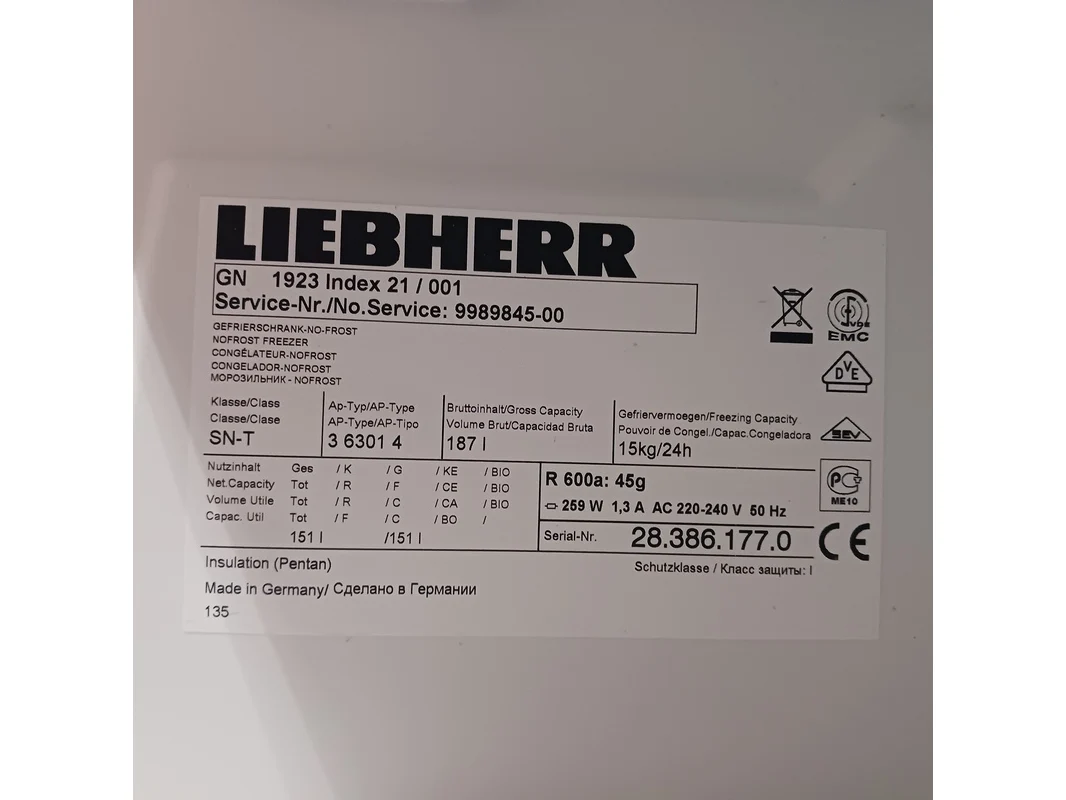 LIEBHERR
GN 1923 Index 21 / 001
Service-Nr./No.Service: 9989845-00
GEFRIERSCHRANK-NO-FROST
NOFROST FREEZER
CONGÉLATEUR-NOFROST
CONGELADOR-NOFROST
МОРОЗИЛЬНИК - NOFROST
VDE
EMC
DVE
Klasse/Class
Classe/Clase
SN-T
Ap-Typ/AP-Type
AP-Type/AP-Tipo
3 6301 4
Bruttoinhalt/Gross Capacity
Volume Brut/Capacidad Bruta
187 l
Gefriervermoegen/Freezing Capacity
Pouvoir de Congel./Capac.Congeladora
15kg/24h
SEV
Nutzinhalt Ges / K / G / KE / BIO
Net.Capacity Tot / R / F / CE / BIO
Volume Utile Tot / R / C / CA / BIO
Capac. Util Tot / F / C / BO /
151 l /151 l
R 600a: 45g
259 W 1,3 A AC 220-240 V 50 Hz
Serial-Nr. 28.386.177.0
РСТ
ME10
CE
Insulation (Pentan)
Schutzklasse / Класс защиты: I
Made in Germany/ Сделано в Германии
135